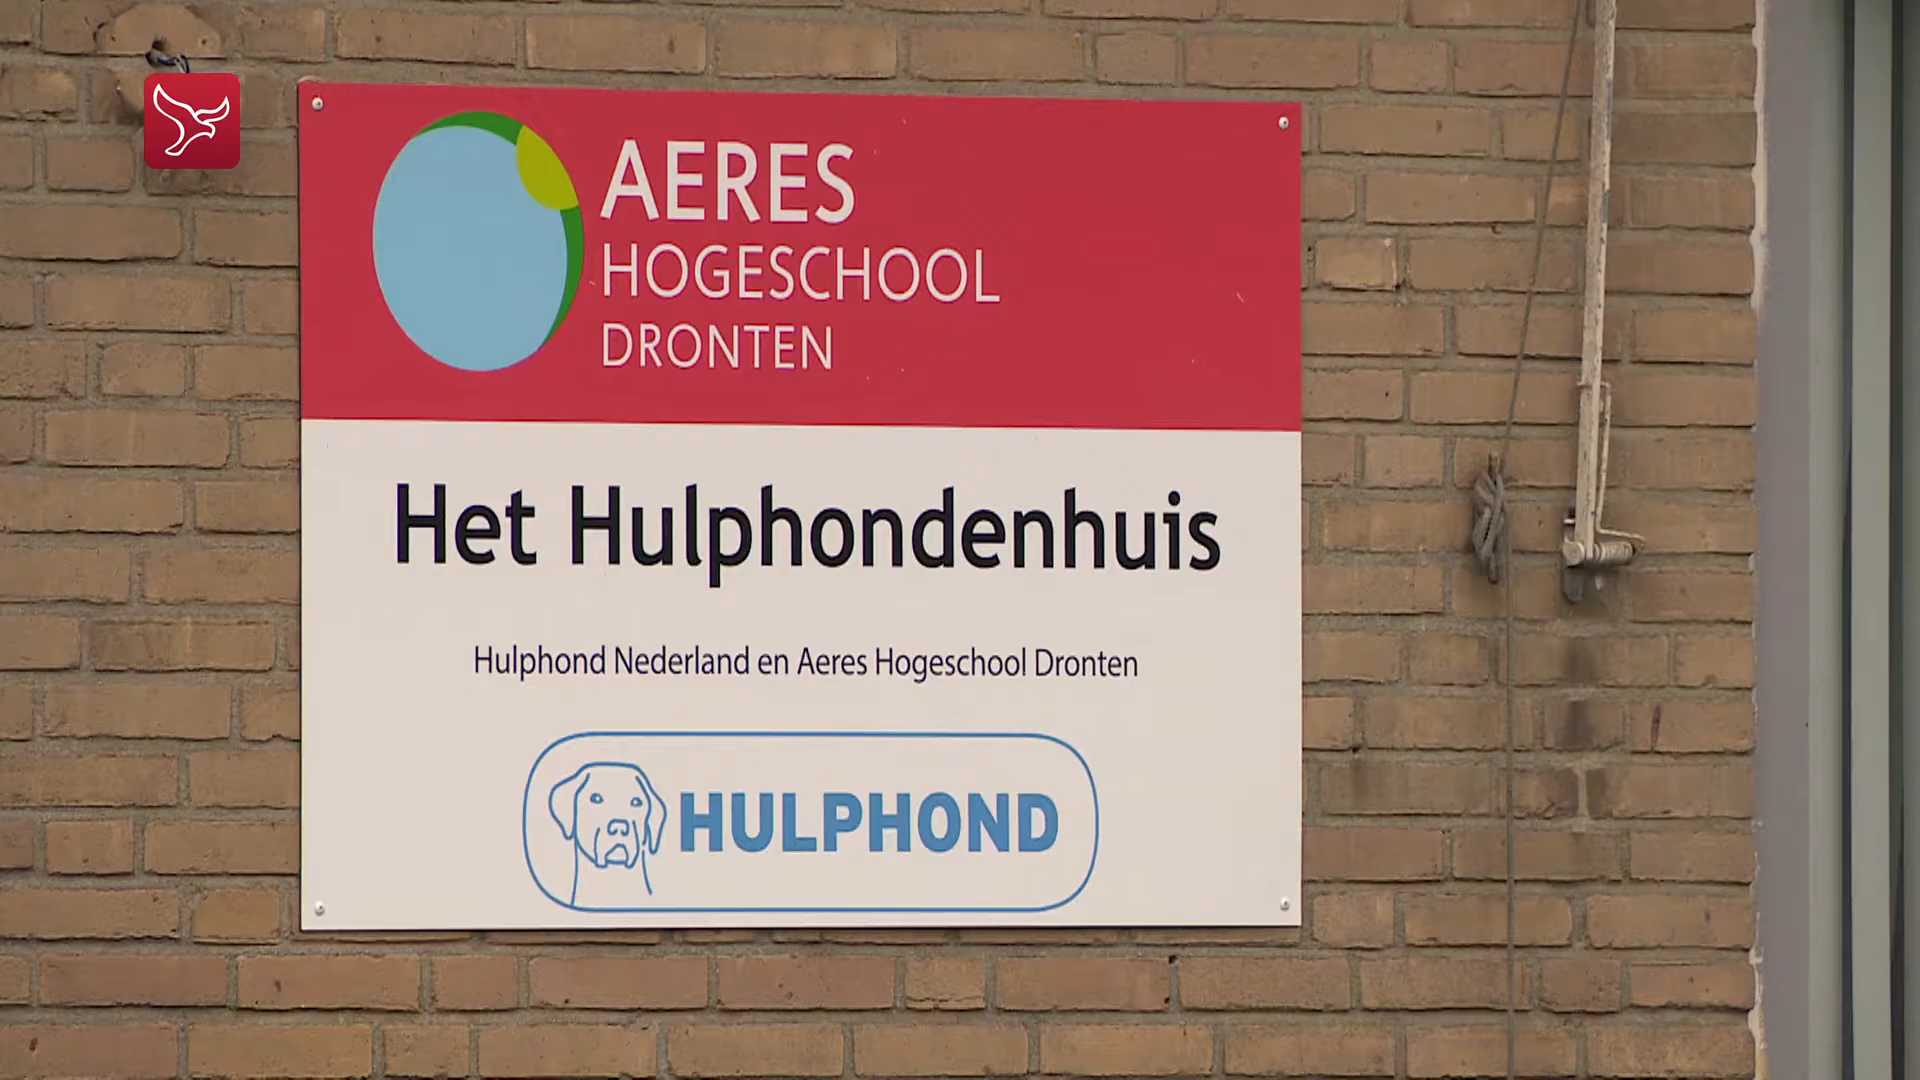 AERES
HOGESCHOOL
DRONTEN
Het Hulphondenhuis
Hulphond Nederland en Aeres Hogeschool Dronten
HULPHOND